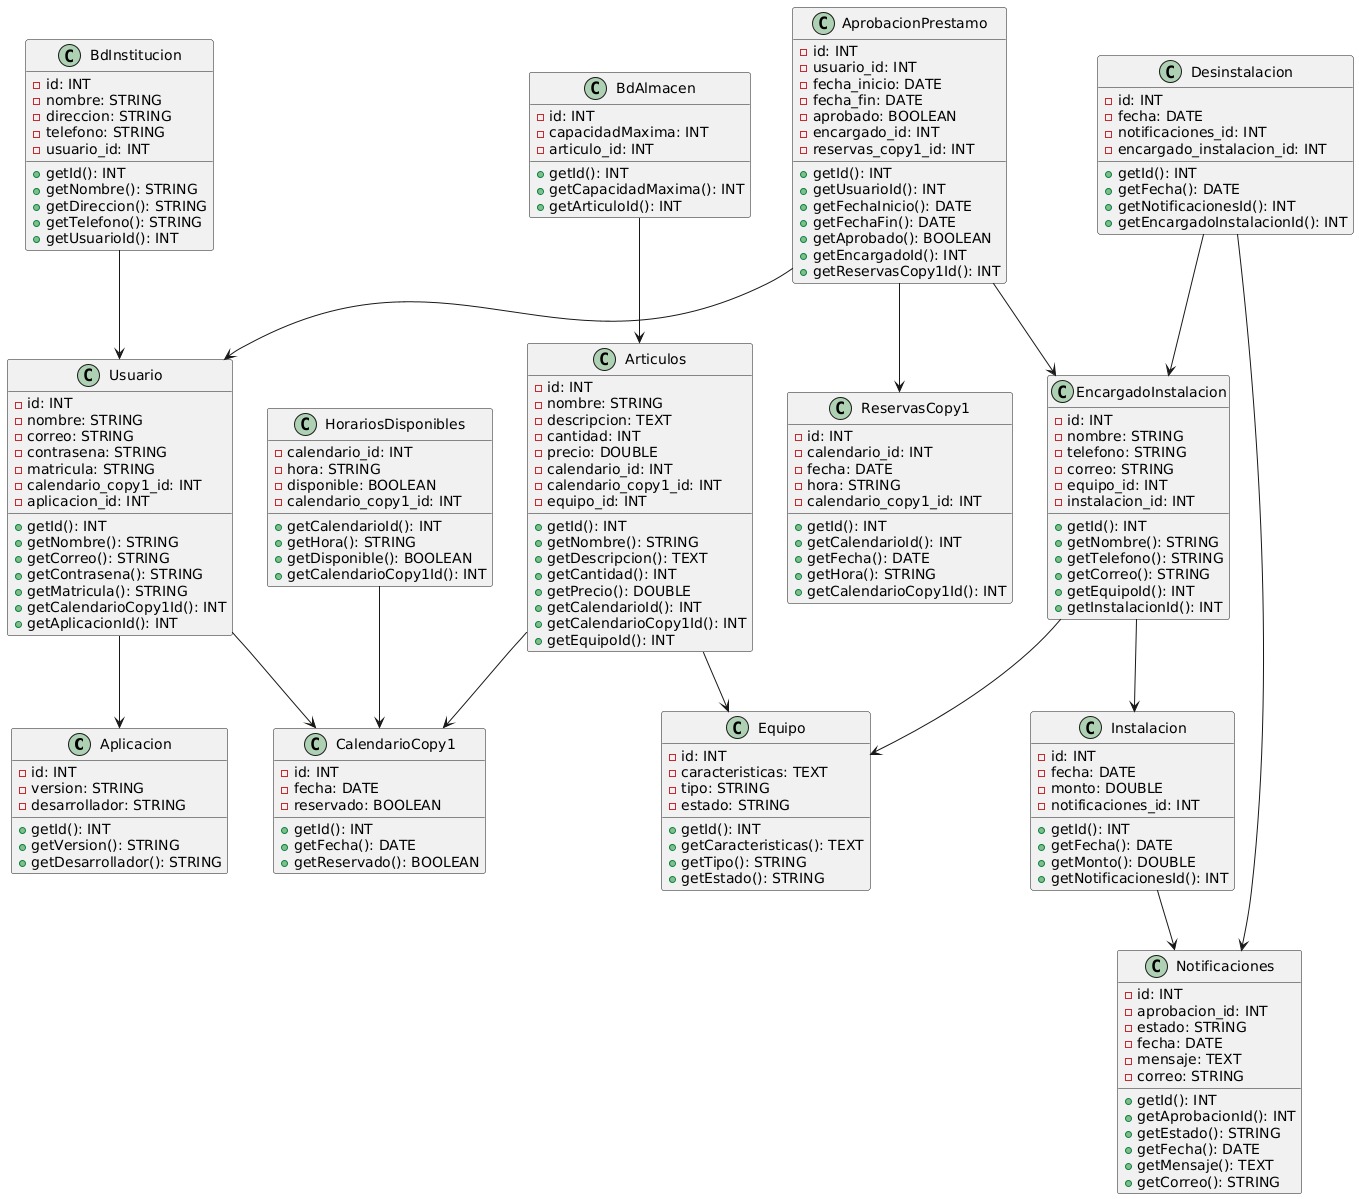 C BdInstitucion
id: INT
nombre: STRING
direccion: STRING
telefono: STRING
usuario_id: INT
getId(): INT
getNombre(): STRING
getDireccion(): STRING
getTelefono(): STRING
getUsuarioId(): INT
C BdAlmacen
id: INT
capacidadMaxima: INT
articulo_id: INT
getId(): INT
getCapacidadMaxima(): INT
getArticuloId(): INT
C AprobacionPrestamo
id: INT
usuario_id: INT
fecha_inicio: DATE
fecha_fin: DATE
aprobado: BOOLEAN
encargado_id: INT
reservas_copy1_id: INT
getId(): INT
getUsuarioId(): INT
getFechaInicio(): DATE
getFechaFin(): DATE
getAprobado(): BOOLEAN
getEncargadoId(): INT
getReservasCopy1Id(): INT
C Desinstalacion
id: INT
fecha: DATE
notificaciones_id: INT
encargado_instalacion_id: INT
getId(): INT
getFecha(): DATE
getNotificacionesId(): INT
getEncargadoInstalacionId(): INT
C Usuario
id: INT
nombre: STRING
correo: STRING
contrasena: STRING
matricula: STRING
calendario_copy1_id: INT
aplicacion_id: INT
getId(): INT
getNombre(): STRING
getCorreo(): STRING
getContrasena(): STRING
getMatricula(): STRING
getCalendarioCopy1Id(): INT
getAplicacionId(): INT
C HorariosDisponibles
calendario_id: INT
hora: STRING
disponible: BOOLEAN
calendario_copy1_id: INT
getCalendarioId(): INT
getHora(): STRING
getDisponible(): BOOLEAN
getCalendarioCopy1Id(): INT
C Articulos
id: INT
nombre: STRING
descripcion: TEXT
cantidad: INT
precio: DOUBLE
calendario_id: INT
calendario_copy1_id: INT
equipo_id: INT
getId(): INT
getNombre(): STRING
getDescripcion(): TEXT
getCantidad(): INT
getPrecio(): DOUBLE
getCalendarioId(): INT
getCalendarioCopy1Id(): INT
getEquipoId(): INT
C ReservasCopy1
id: INT
calendario_id: INT
fecha: DATE
hora: STRING
calendario_copy1_id: INT
getId(): INT
getCalendarioId(): INT
getFecha(): DATE
getHora(): STRING
getCalendarioCopy1Id(): INT
C EncargadoInstalacion
id: INT
nombre: STRING
telefono: STRING
correo: STRING
equipo_id: INT
instalacion_id: INT
getId(): INT
getNombre(): STRING
getTelefono(): STRING
getCorreo(): STRING
getEquipoId(): INT
getInstalacionId(): INT
C Aplicacion
id: INT
version: STRING
desarrollador: STRING
getId(): INT
getVersion(): STRING
getDesarrollador(): STRING
C CalendarioCopy1
id: INT
fecha: DATE
reservado: BOOLEAN
getId(): INT
getFecha(): DATE
getReservado(): BOOLEAN
C Equipo
id: INT
caracteristicas: TEXT
tipo: STRING
estado: STRING
getId(): INT
getCaracteristicas(): TEXT
getTipo(): STRING
getEstado(): STRING
C Instalacion
id: INT
fecha: DATE
monto: DOUBLE
notificaciones_id: INT
getId(): INT
getFecha(): DATE
getMonto(): DOUBLE
getNotificacionesId(): INT
C Notificaciones
id: INT
aprobacion_id: INT
estado: STRING
fecha: DATE
mensaje: TEXT
correo: STRING
getId(): INT
getAprobacionId(): INT
getEstado(): STRING
getFecha(): DATE
getMensaje(): TEXT
getCorreo(): STRING